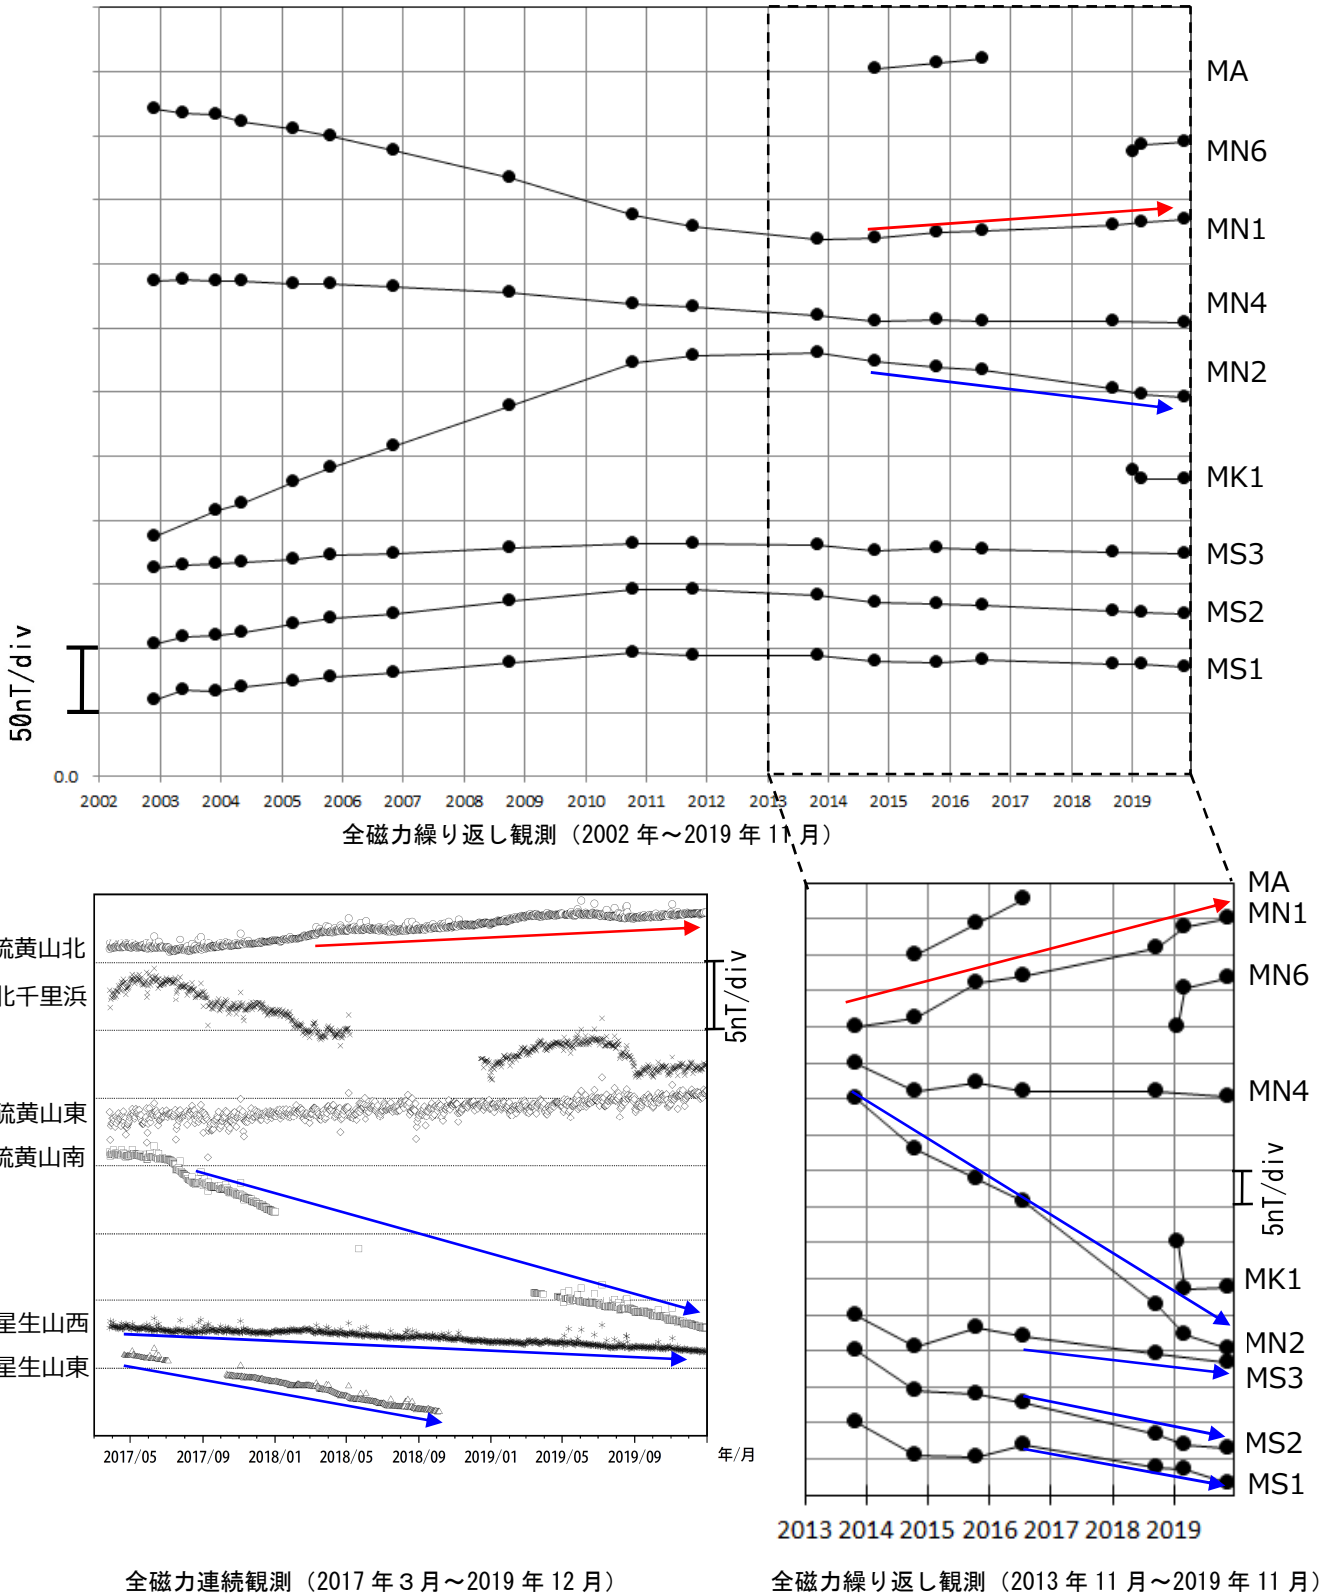 MA
MN6
MN1
MN4
MN2
MK1
MS3
MS2
MS1
50nT/div
0.0
2002 2003 2004 2005 2006 2007 2008 2009 2010 2011 2012 2013 2014 2015 2016 2017 2018 2019
全磁力繰り返し観測（2002 年～2019 年 11 月）
硫黄山北
北千里浜
硫黄山東
硫黄山南
星生山西
星生山東
5nT/div
2017/05 2017/09 2018/01 2018/05 2018/09 2019/01 2019/05 2019/09 年/月
全磁力連続観測（2017 年３月～2019 年 12 月）
MA
MN1
MN6
MN4
5nT/div
MK1
MN2
MS3
MS2
MS1
2013 2014 2015 2016 2017 2018 2019
全磁力繰り返し観測（2013 年 11 月～2019 年 11 月）